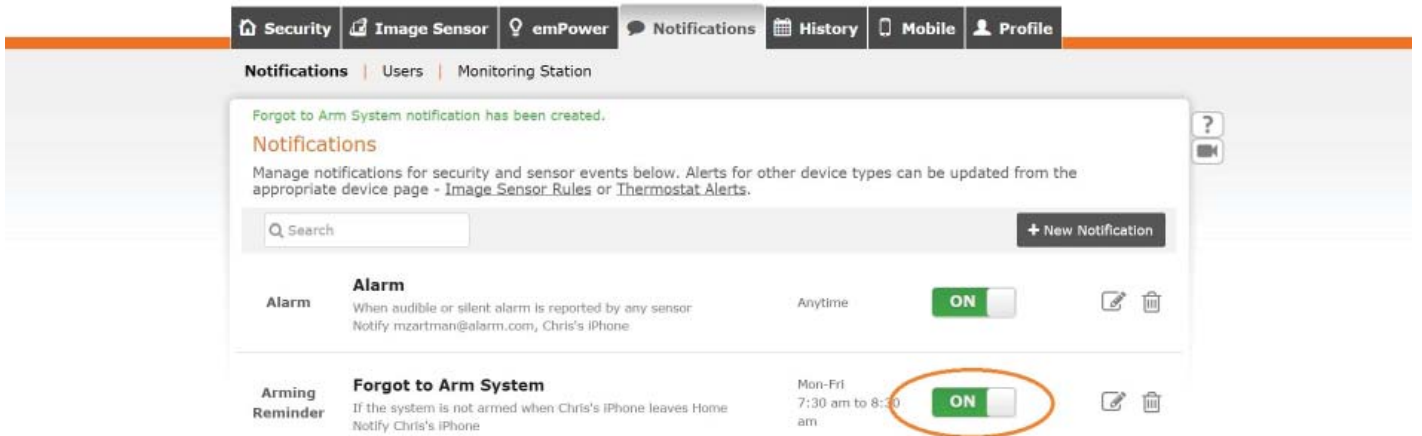 Security Image Sensor emPower Notifications History Mobile Profile
Notifications | Users | Monitoring Station
Forgot to Arm System notification has been created.
?
Notifications
Manage notifications for security and sensor events below. Alerts for other device types can be updated from the
appropriate device page - Image Sensor Rules or Thermostat Alerts.
Search
+ New Notification
Alarm
Alarm
When audible or silent alarm is reported by any sensor
Notify mzartman@alarm.com, Chris's iPhone
Anytime
ON
Arming
Reminder
Forgot to Arm System
If the system is not armed when Chris's iPhone leaves Home
Notify Chris's iPhone
Mon-Fri
7:30 am to 8:30
am
ON